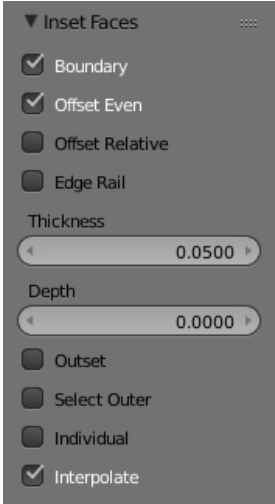 Inset Faces
Boundary
Offset Even
Offset Relative
Edge Rail
Thickness
0.0500
Depth
0.0000
Outset
Select Outer
Individual
Interpolate